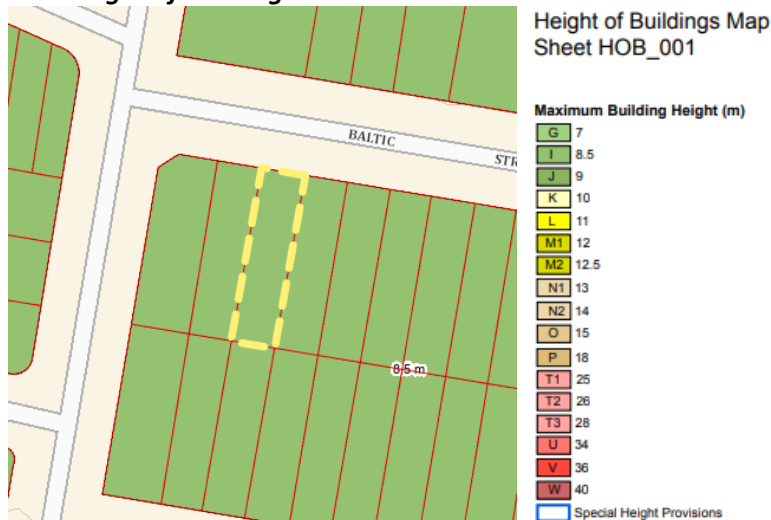 Height of Buildings Map
Sheet HOB_001
Maximum Building Height (m)
G 7
I 8.5
J 9
K 10
L 11
M1 12
M2 12.5
N1 13
N2 14
O 15
P 18
T1 25
T2 26
T3 28
U 34
V 36
W 40
Special Height Provisions
BALTIC
STR
8.5 m